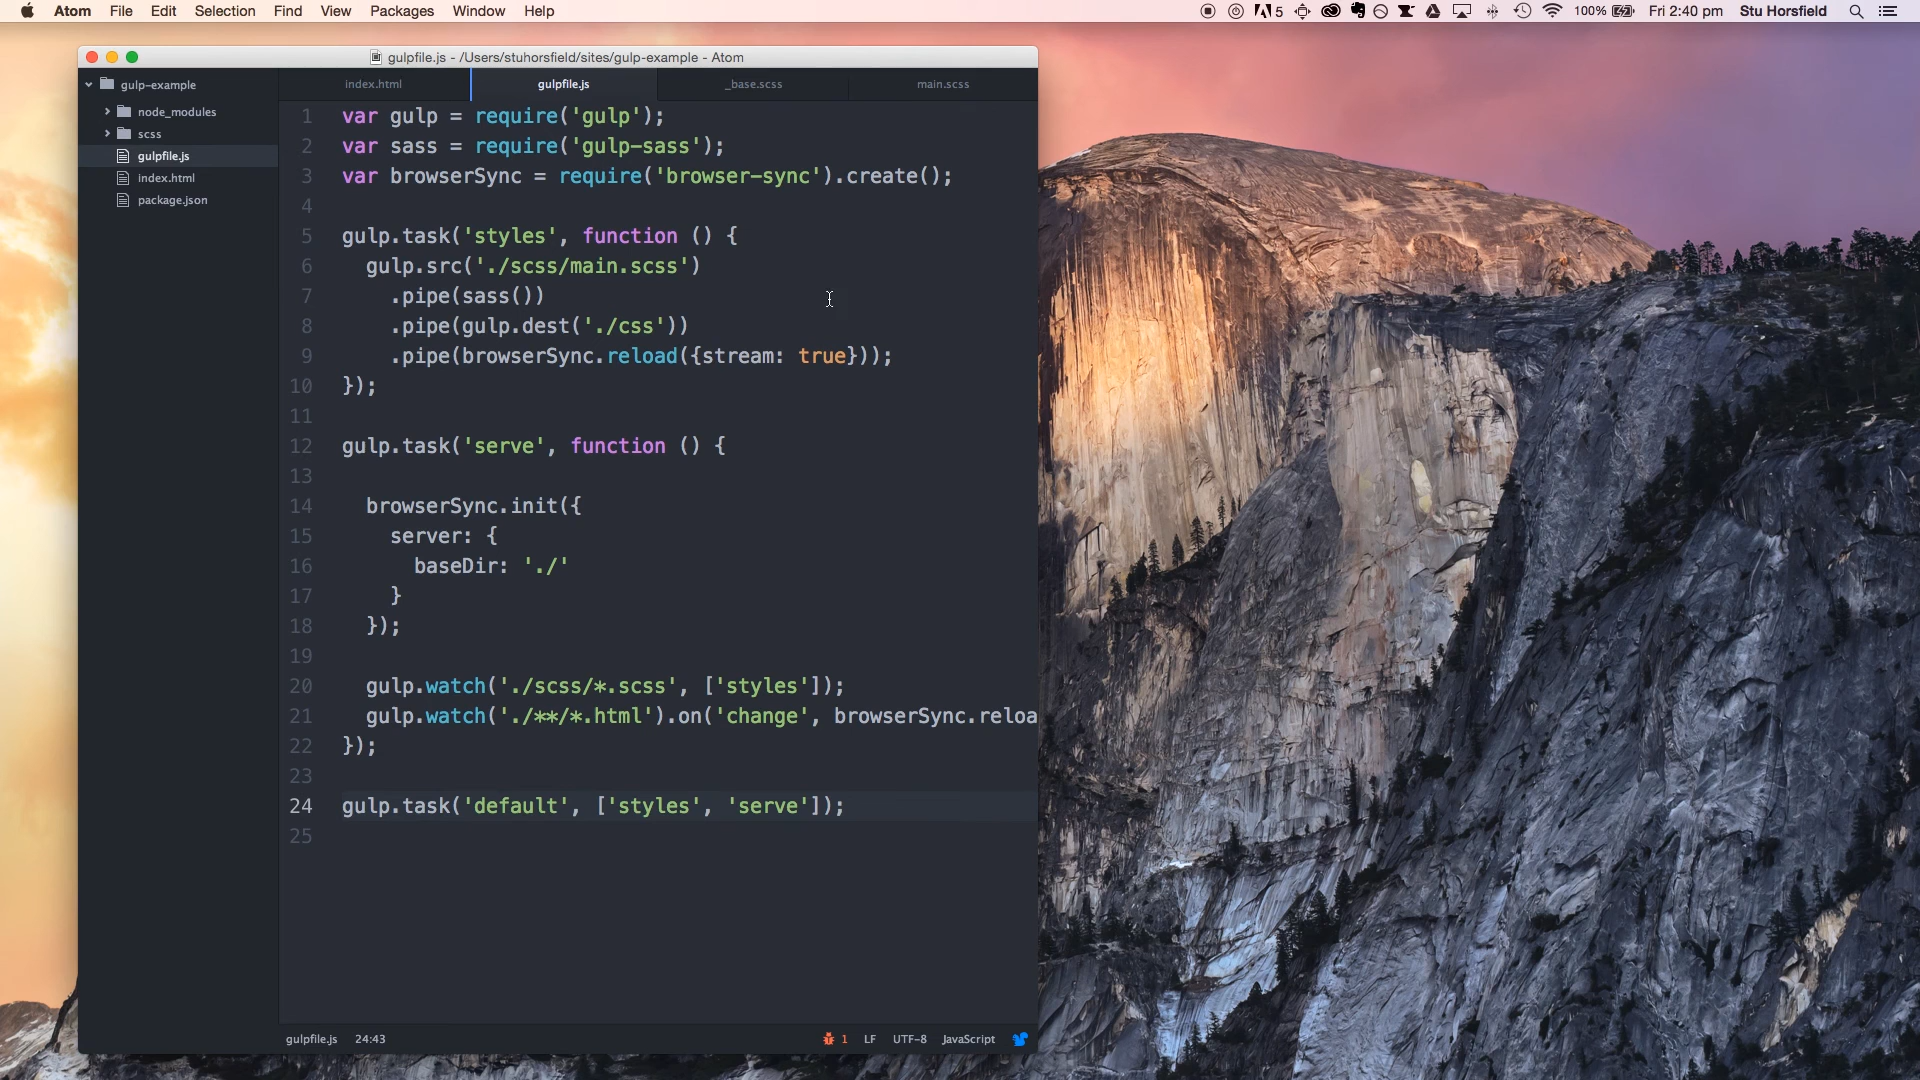 Atom File Edit Selection Find View Packages Window Help
5 100% Fri 2:40 pm Stu Horsfield
gulpfile.js - /Users/stuhorsfield/sites/gulp-example - Atom
gulp-example
node_modules
scss
gulpfile.js
index.html
package.json
index.html gulpfile.js _base.scss main.scss
1 var gulp = require('gulp');
2 var sass = require('gulp-sass');
3 var browserSync = require('browser-sync').create();
4
5 gulp.task('styles', function () {
6 gulp.src('./scss/main.scss')
7 .pipe(sass())
8 .pipe(gulp.dest('./css'))
9 .pipe(browserSync.reload({stream: true}));
10 });
11
12 gulp.task('serve', function () {
13
14 browserSync.init({
15 server: {
16 baseDir: './'
17 }
18 });
19
20 gulp.watch('./scss/*.scss', ['styles']);
21 gulp.watch('./**/*.html').on('change', browserSync.reloa
22 });
23
24 gulp.task('default', ['styles', 'serve']);
25
gulpfile.js 24:43 1 LF UTF-8 JavaScript